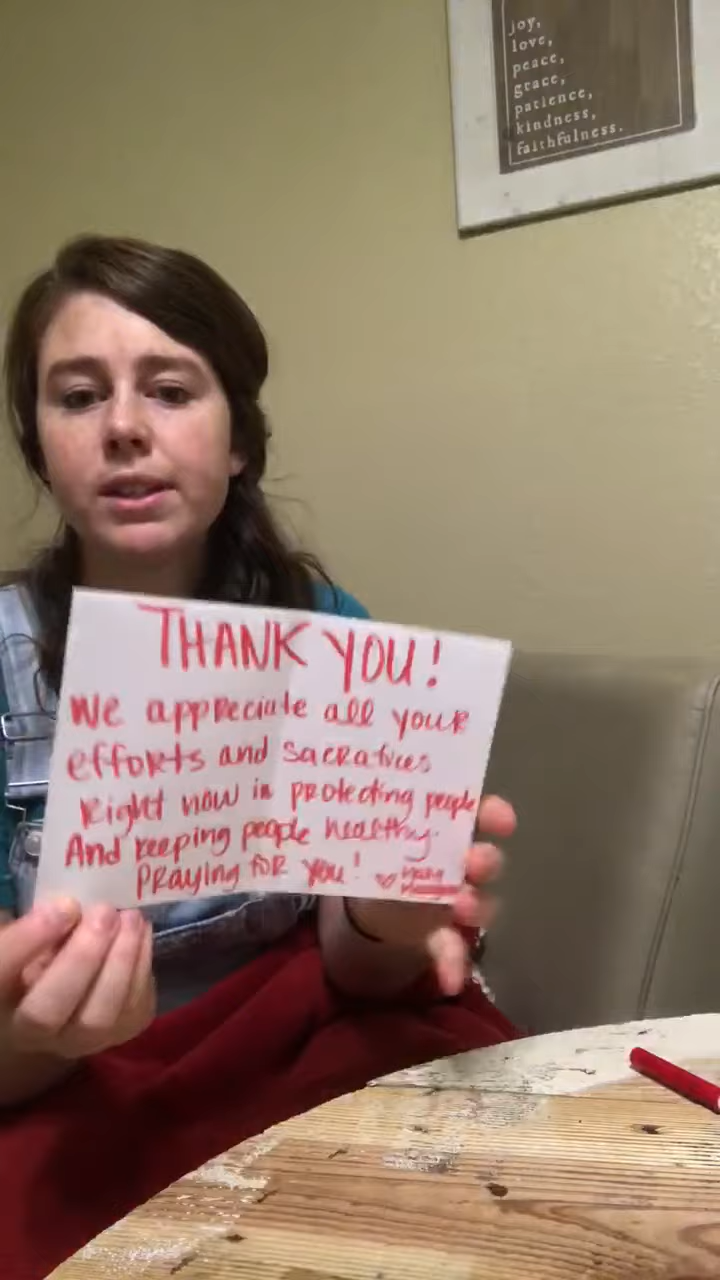 joy,
love,
peace,
grace,
patience,
kindness,
faithfulness.
THANK YOU!
We appreciate all your
efforts and sacrafices
Right now in protecting people
And keeping people healthy.
Praying for you!